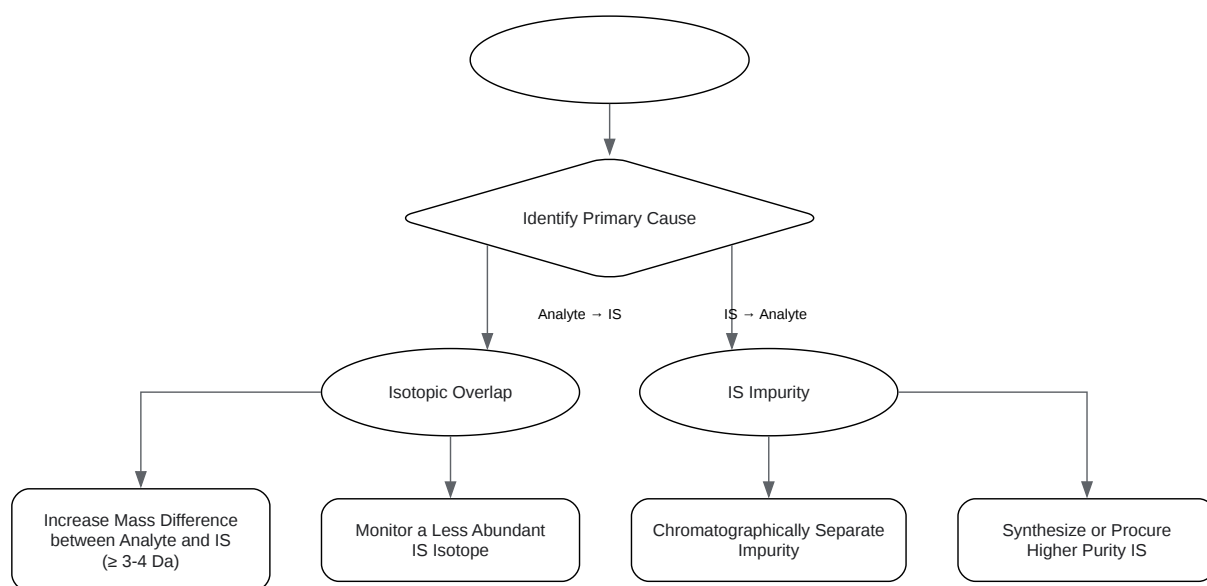 Identify Primary Cause
Analyte → IS
IS → Analyte
Isotopic Overlap
IS Impurity
Increase Mass Difference
between Analyte and IS
(≥ 3-4 Da)
Monitor a Less Abundant
IS Isotope
Chromatographically Separate
Impurity
Synthesize or Procure
Higher Purity IS